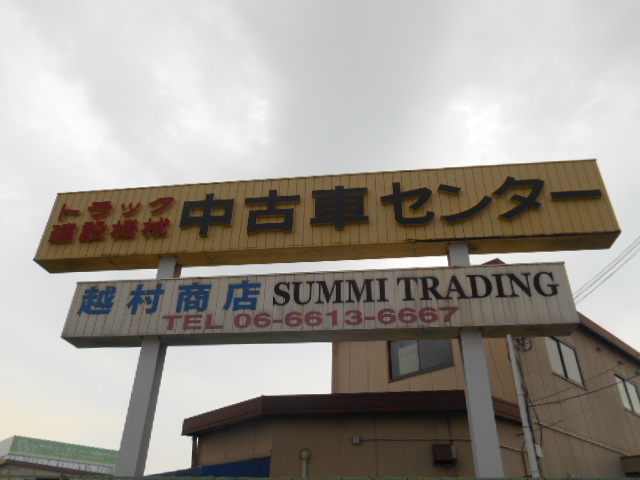 トラック
建設機械
中古車センター
越村商店 SUMMI TRADING
TEL 06-6613-6667